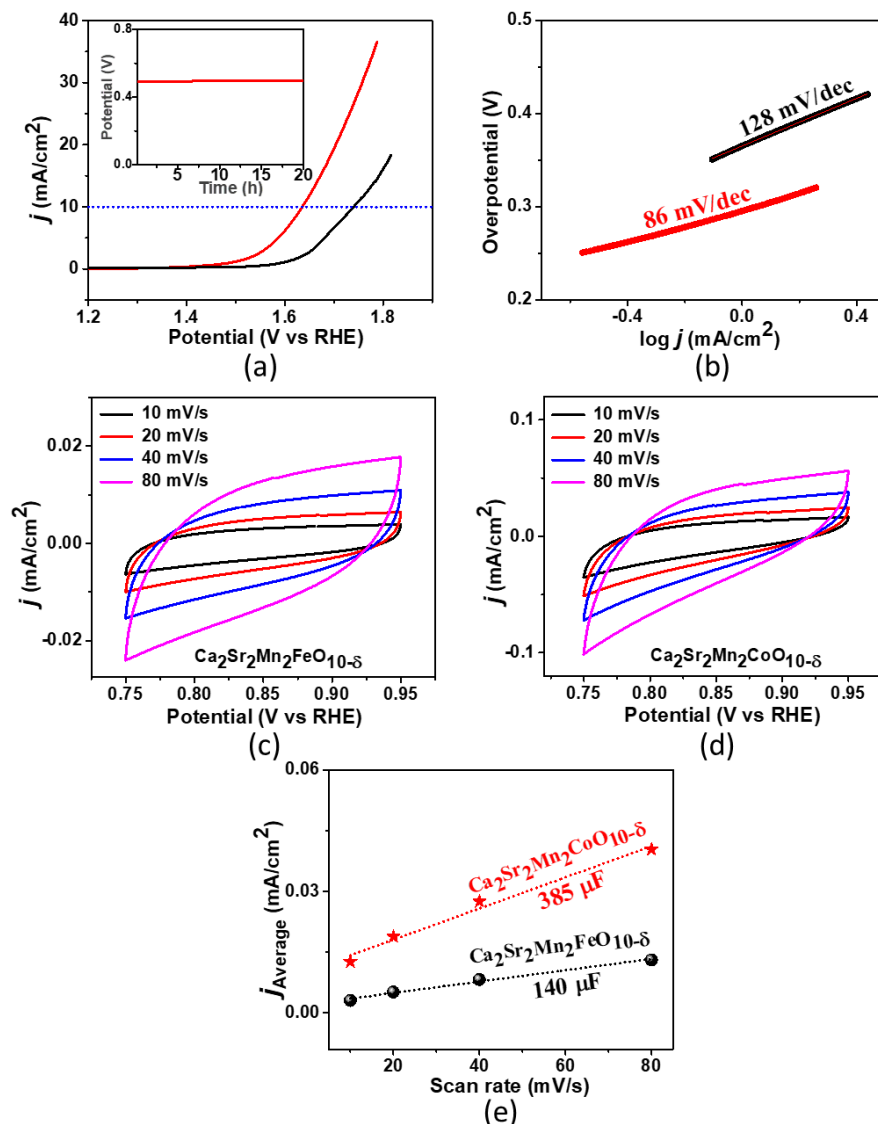 40
30
20
10
0
j (mA/cm²)
0.8
0.4
0.0
Potential (V)
5 10 15 20
Time (h)
1.2 1.4 1.6 1.8
Potential (V vs RHE)
(a)
0.4
0.3
0.2
Overpotential (V)
128 mV/dec
86 mV/dec
-0.4 0.0 0.4
log j (mA/cm²)
(b)
10 mV/s
20 mV/s
40 mV/s
80 mV/s
0.02
0.00
-0.02
j (mA/cm²)
Ca₂Sr₂Mn₂FeO₁₀₋δ
0.75 0.80 0.85 0.90 0.95
Potential (V vs RHE)
(c)
10 mV/s
20 mV/s
40 mV/s
80 mV/s
0.1
0.0
-0.1
j (mA/cm²)
Ca₂Sr₂Mn₂CoO₁₀₋δ
0.75 0.80 0.85 0.90 0.95
Potential (V vs RHE)
(d)
0.06
0.03
0.00
jAverage (mA/cm²)
Ca₂Sr₂Mn₂CoO₁₀₋δ
385 μF
Ca₂Sr₂Mn₂FeO₁₀₋δ
140 μF
20 40 60 80
Scan rate (mV/s)
(e)